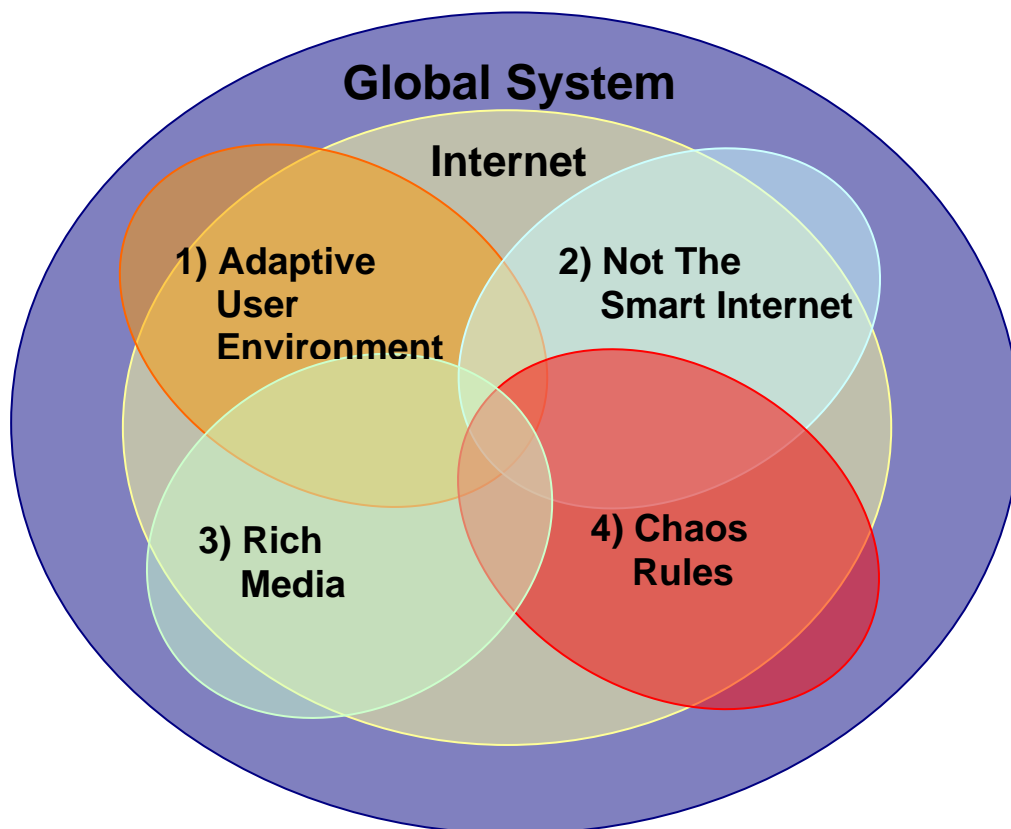 Global System
Internet
1) Adaptive
User
Environment
2) Not The
Smart Internet
3) Rich
Media
4) Chaos
Rules